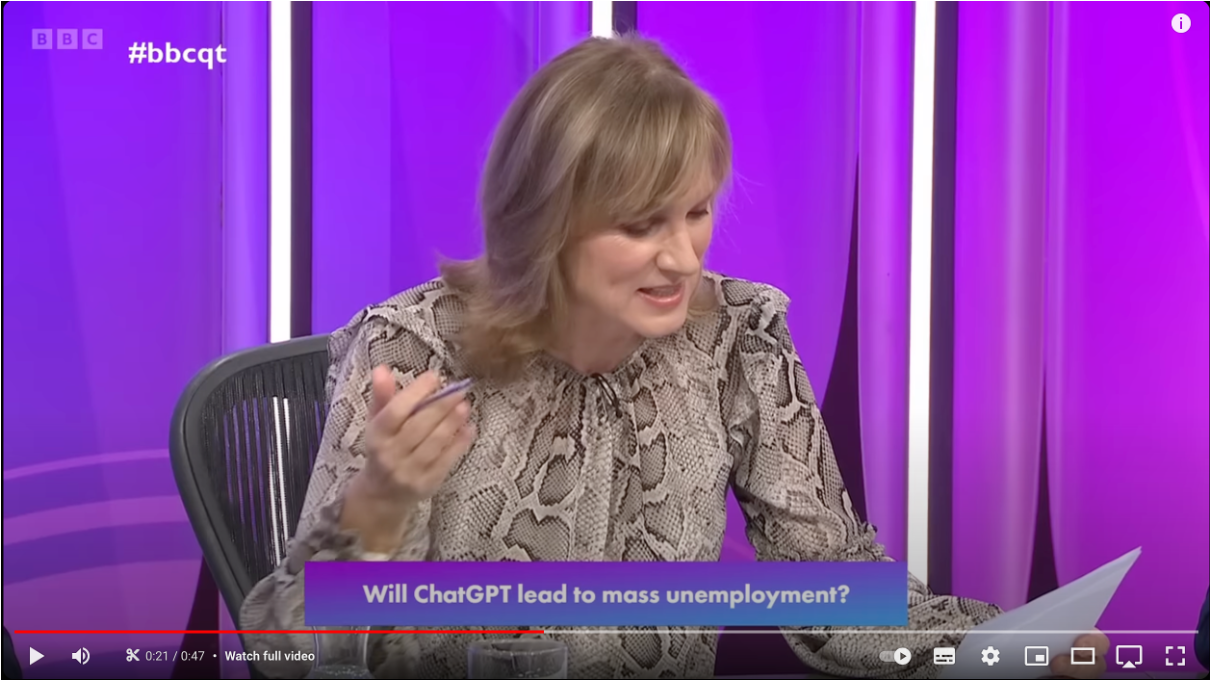 BBC
#bbcqt
Will ChatGPT lead to mass unemployment?
0:21 / 0:47 • Watch full video